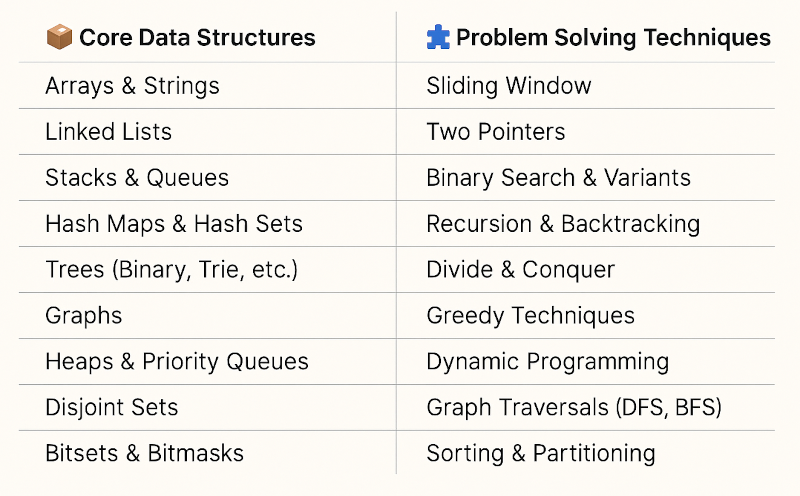 Core Data Structures | Problem Solving Techniques
Arrays & Strings | Sliding Window
Linked Lists | Two Pointers
Stacks & Queues | Binary Search & Variants
Hash Maps & Hash Sets | Recursion & Backtracking
Trees (Binary, Trie, etc.) | Divide & Conquer
Graphs | Greedy Techniques
Heaps & Priority Queues | Dynamic Programming
Disjoint Sets | Graph Traversals (DFS, BFS)
Bitsets & Bitmasks | Sorting & Partitioning